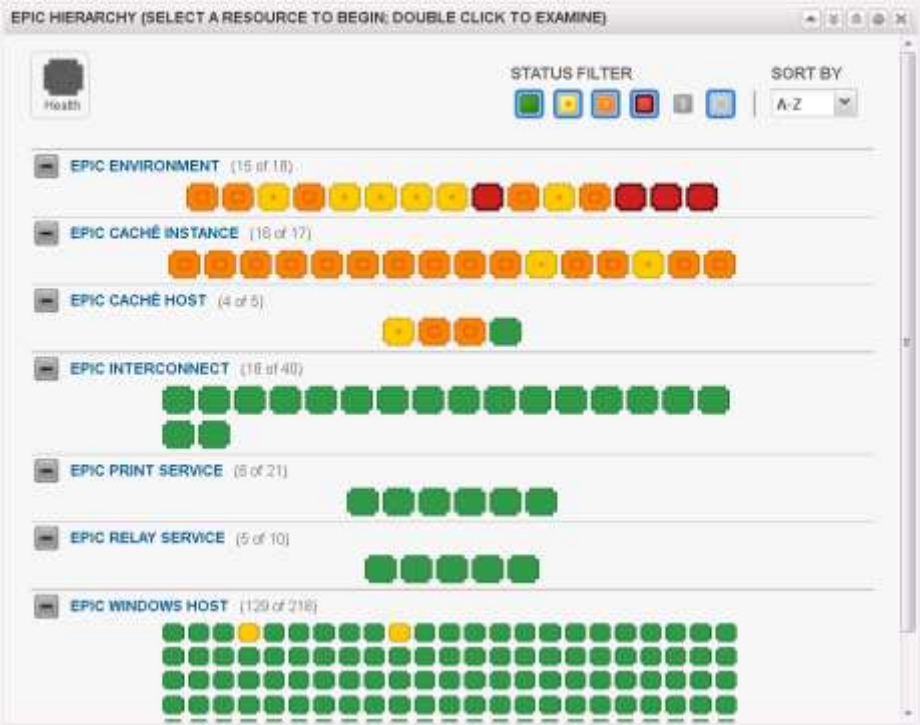 EPIC HIERARCHY (SELECT A RESOURCE TO BEGIN; DOUBLE CLICK TO EXAMINE)
Health
STATUS FILTER
SORT BY
A-Z
EPIC ENVIRONMENT (15 of 18)
EPIC CACHÉ INSTANCE (16 of 17)
EPIC CACHÉ HOST (4 of 5)
EPIC INTERCONNECT (18 of 40)
EPIC PRINT SERVICE (6 of 21)
EPIC RELAY SERVICE (5 of 10)
EPIC WINDOWS HOST (129 of 218)